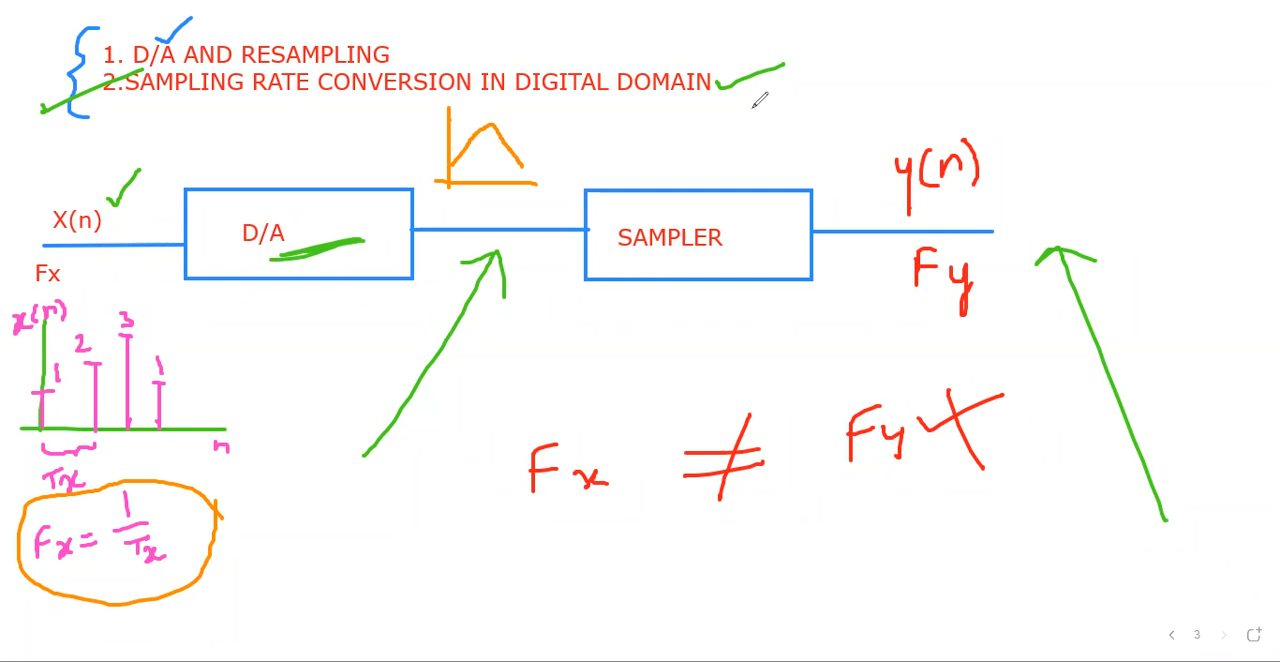 1. D/A AND RESAMPLING
2.SAMPLING RATE CONVERSION IN DIGITAL DOMAIN
X(n)
Fx
D/A
SAMPLER
y(n)
Fy
x(n)
1
2
3
1
n
Tx
Fx = 1/Tx
Fx ≠ Fy
3